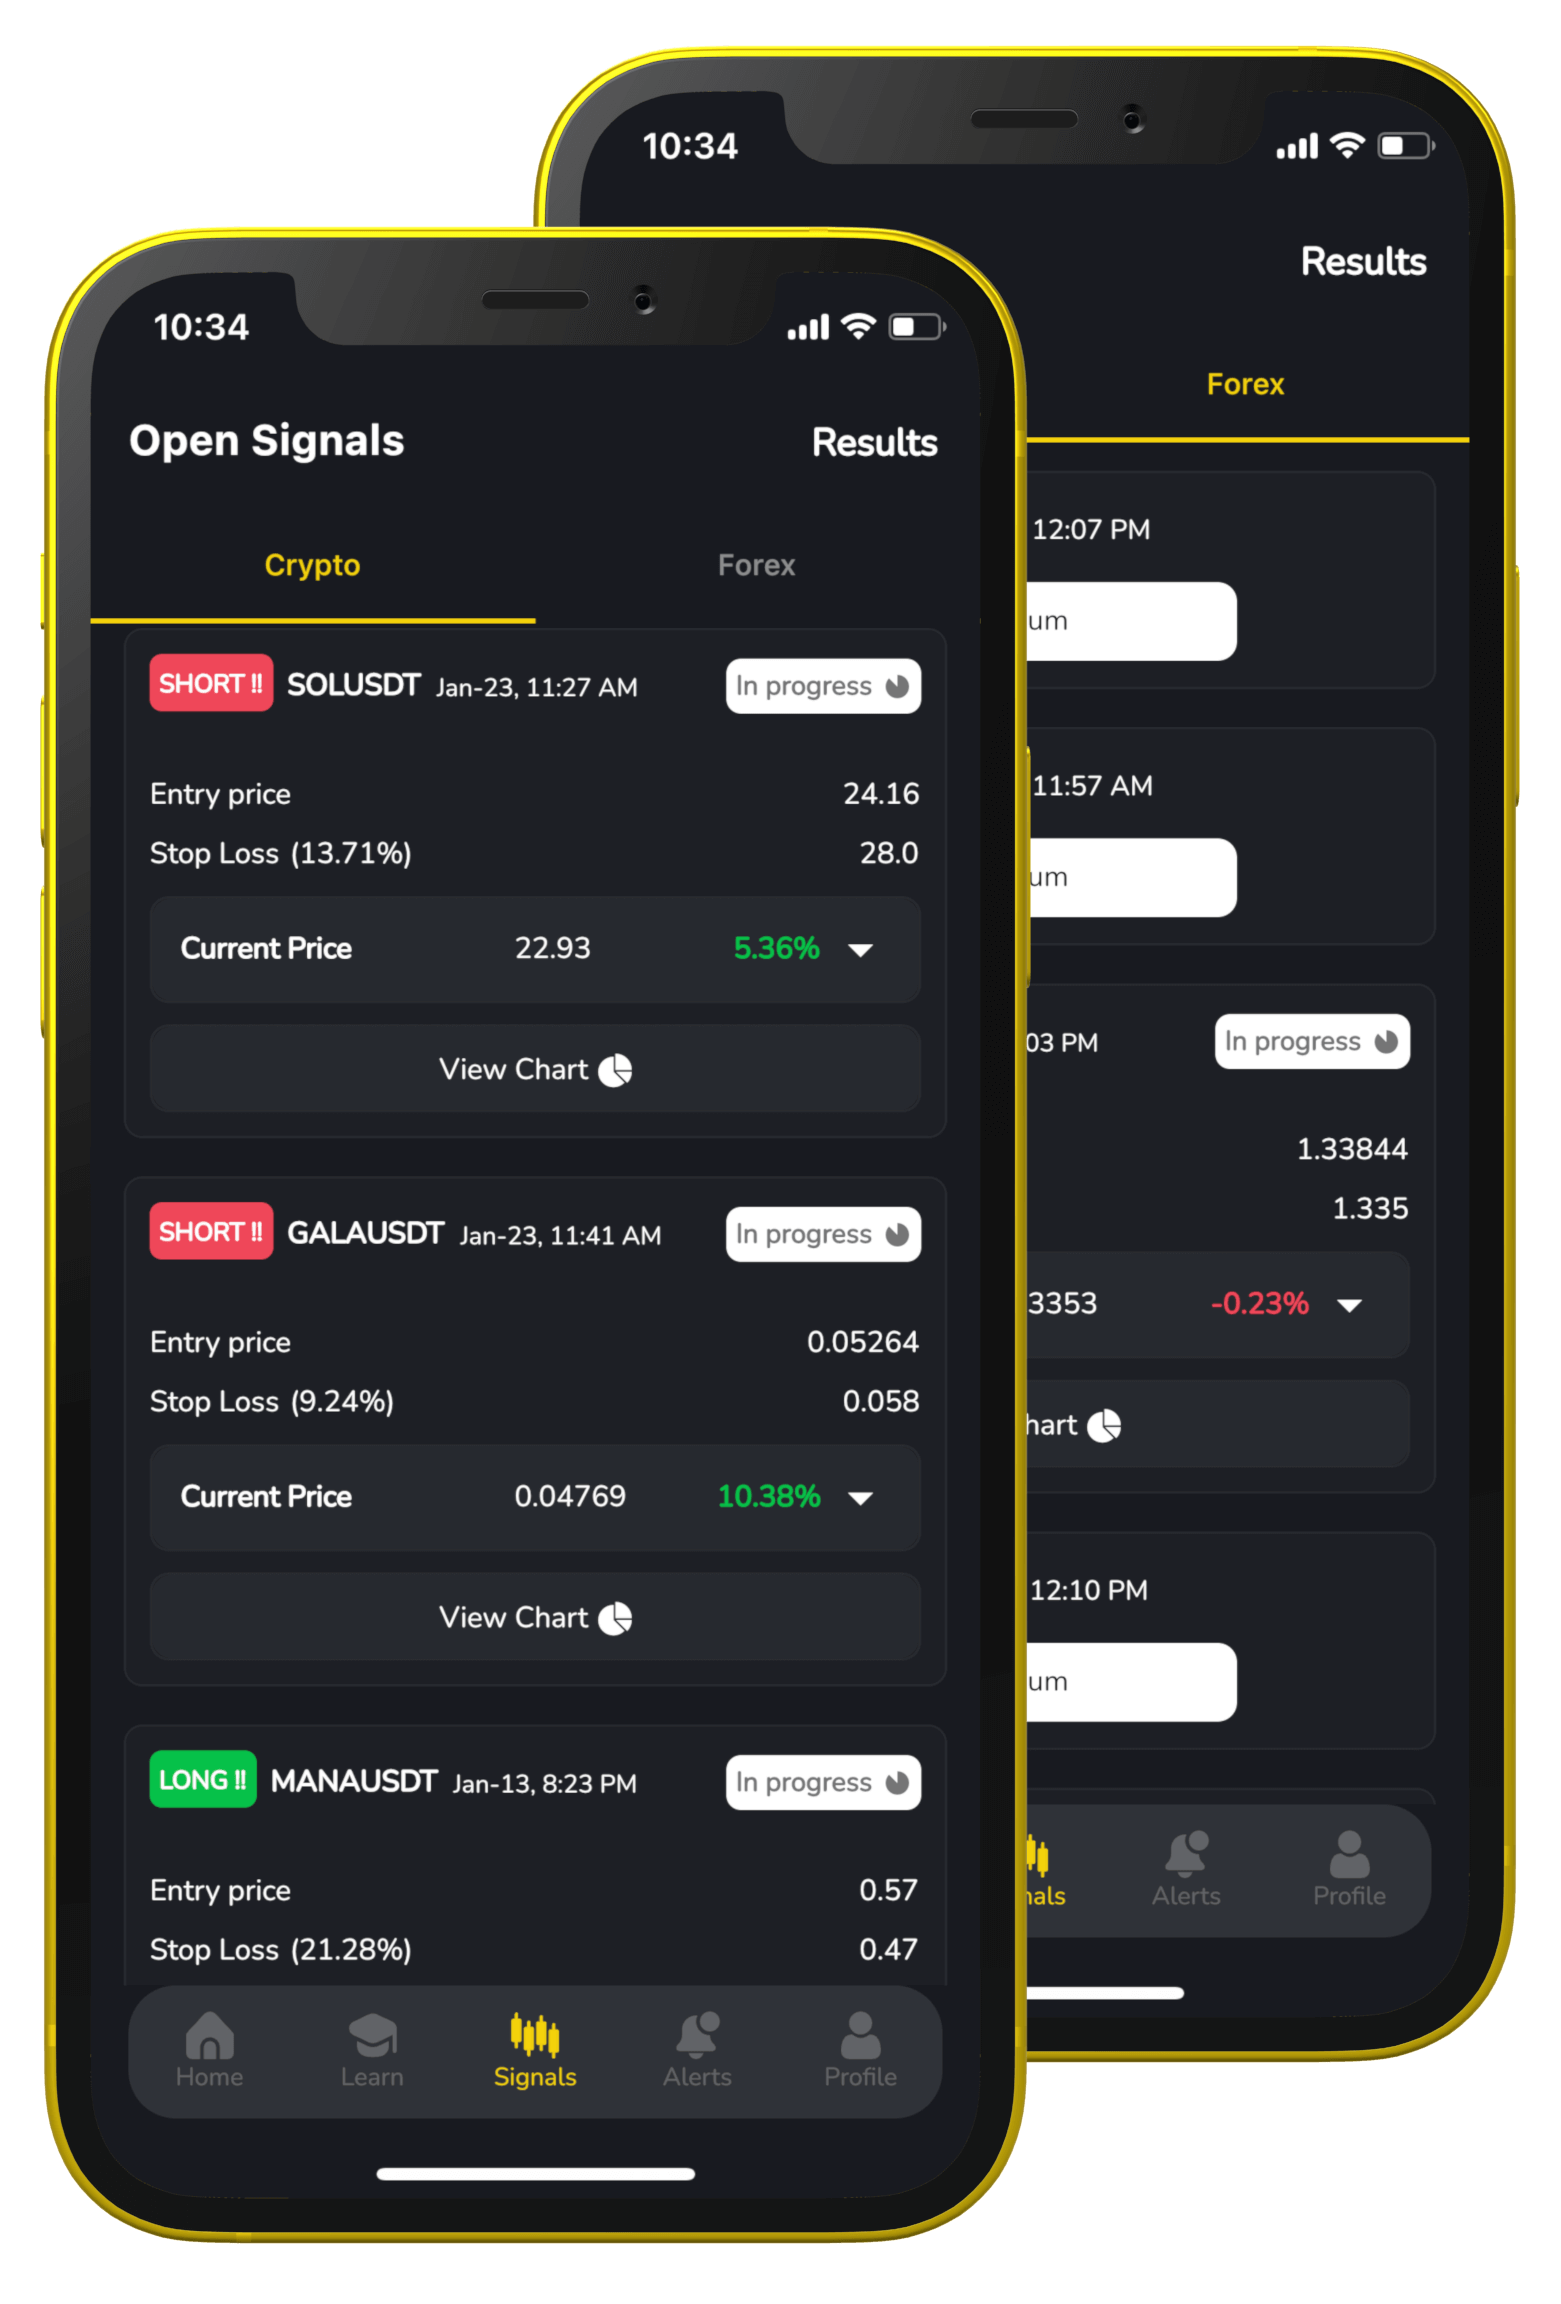 10:34
Results
Forex
12:07 PM
11:57 AM
03 PM In progress
1.33844
1.335
3353 -0.23%
12:10 PM
Alerts Profile
10:34
Open Signals Results
Crypto Forex
SHORT !! SOLUSDT Jan-23, 11:27 AM In progress
Entry price 24.16
Stop Loss (13.71%) 28.0
Current Price 22.93 5.36%
View Chart
SHORT !! GALAUSDT Jan-23, 11:41 AM In progress
Entry price 0.05264
Stop Loss (9.24%) 0.058
Current Price 0.04769 10.38%
View Chart
LONG !! MANAUSDT Jan-13, 8:23 PM In progress
Entry price 0.57
Stop Loss (21.28%) 0.47
Home Learn Signals Alerts Profile